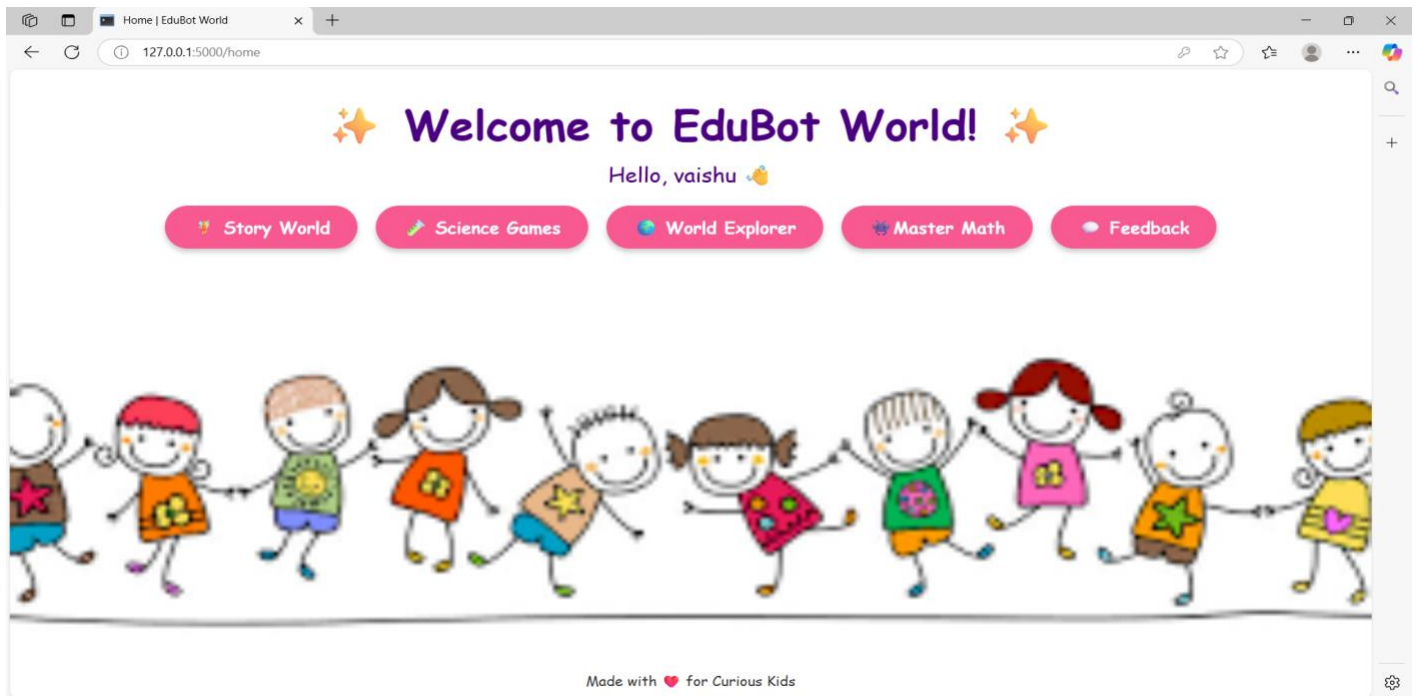 Home | EduBot World
127.0.0.1:5000/home
✨ Welcome to EduBot World! ✨
Hello, vaishu 👋
Story World
Science Games
World Explorer
Master Math
Feedback
Made with ❤️ for Curious Kids